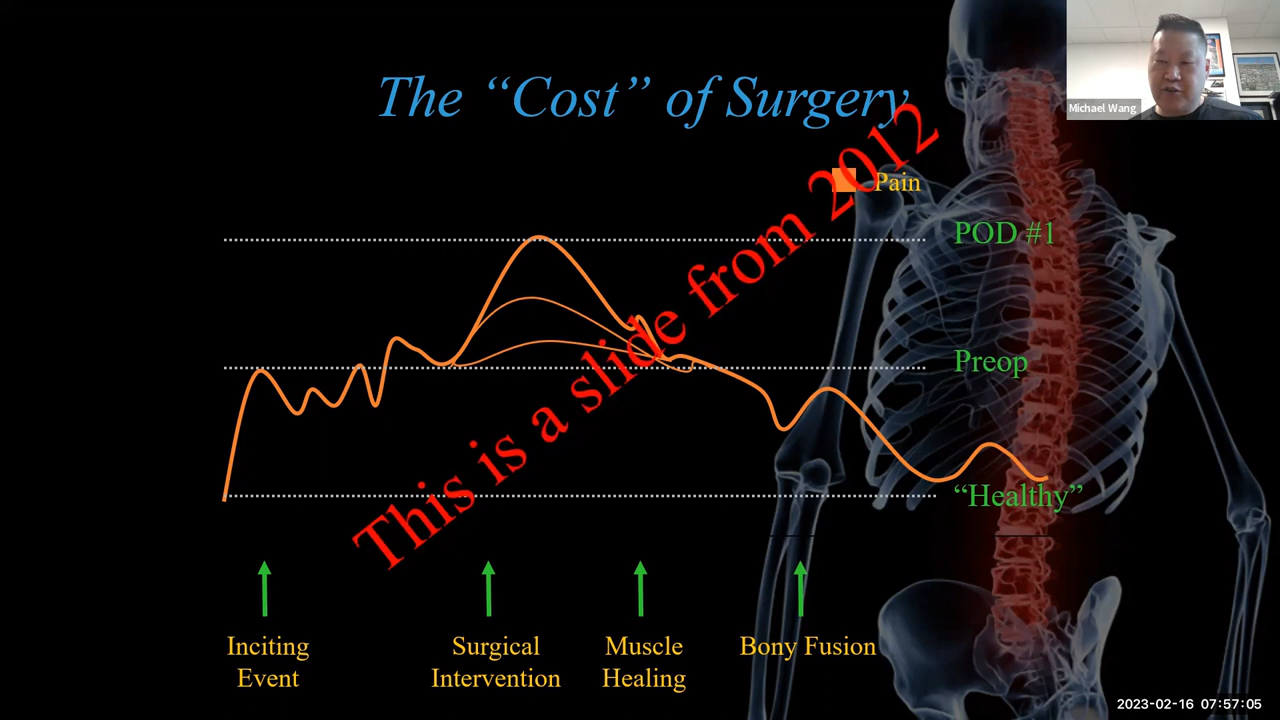 The “Cost” of Surgery
Michael Wang
This is a slide from 2012
Pain
POD #1
Preop
“Healthy”
Inciting
Event
Surgical
Intervention
Muscle
Healing
Bony Fusion
2023-02-16 07:57:05